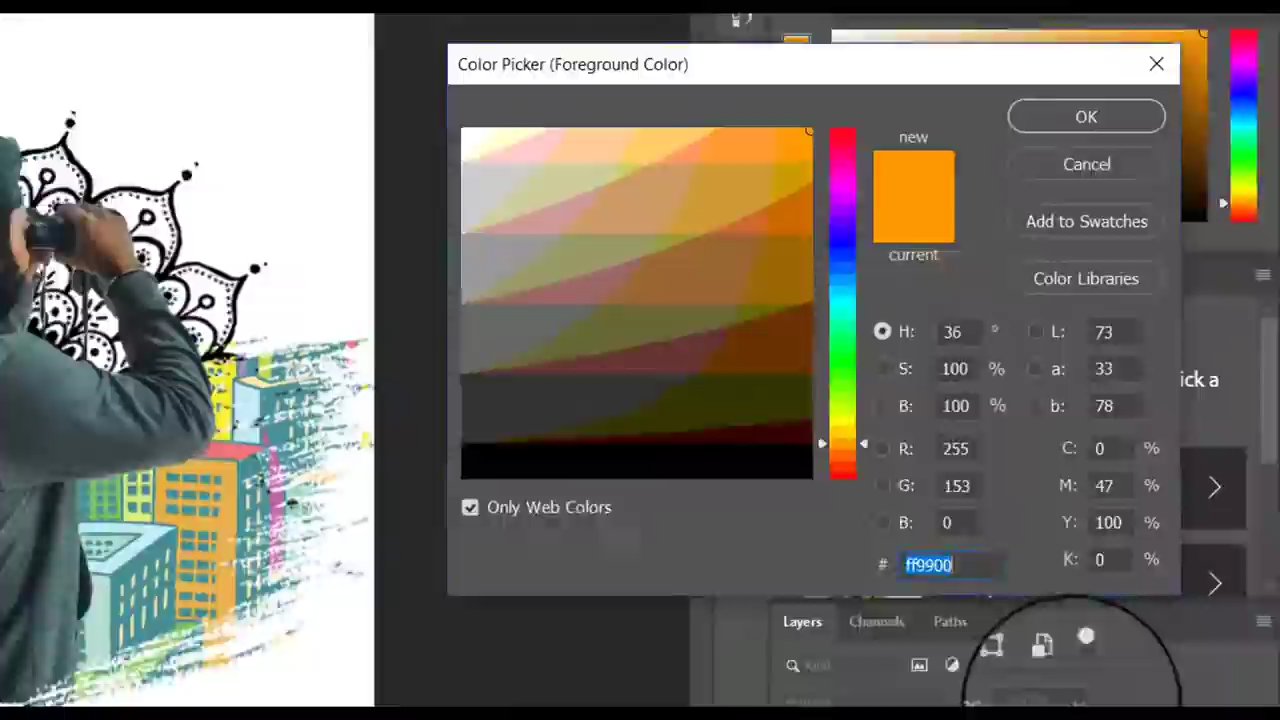 Color Picker (Foreground Color)
new
OK
Cancel
Add to Swatches
current
Color Libraries
H: 36 °
L: 73
S: 100 %
a: 33
ick a
B: 100 %
b: 78
R: 255
C: 0 %
G: 153
M: 47 %
Only Web Colors
B: 0
Y: 100 %
# ff9900
K: 0 %
Layers
Channels
Paths
Kind